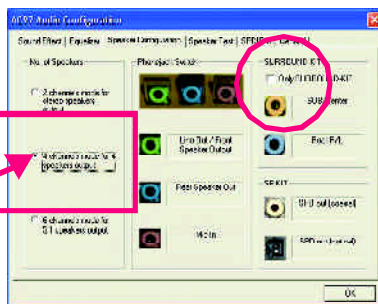 AC97 Audio Configuration
Sound Effect | Equalizer | Speaker Configuration | Speaker Test |
No. of Speakers
2 channels mode for
stereo speakers
output
4 channels mode for 4
speakers output
6 channels mode for
5.1 speakers output
Phonejack Switch
Line Out / Front
Speaker Output
Rear Speaker Out
Mic In
SURROUND-KIT
Only SURROUND-KIT
SUB/Center
Rear R/L
SPDIF
OK